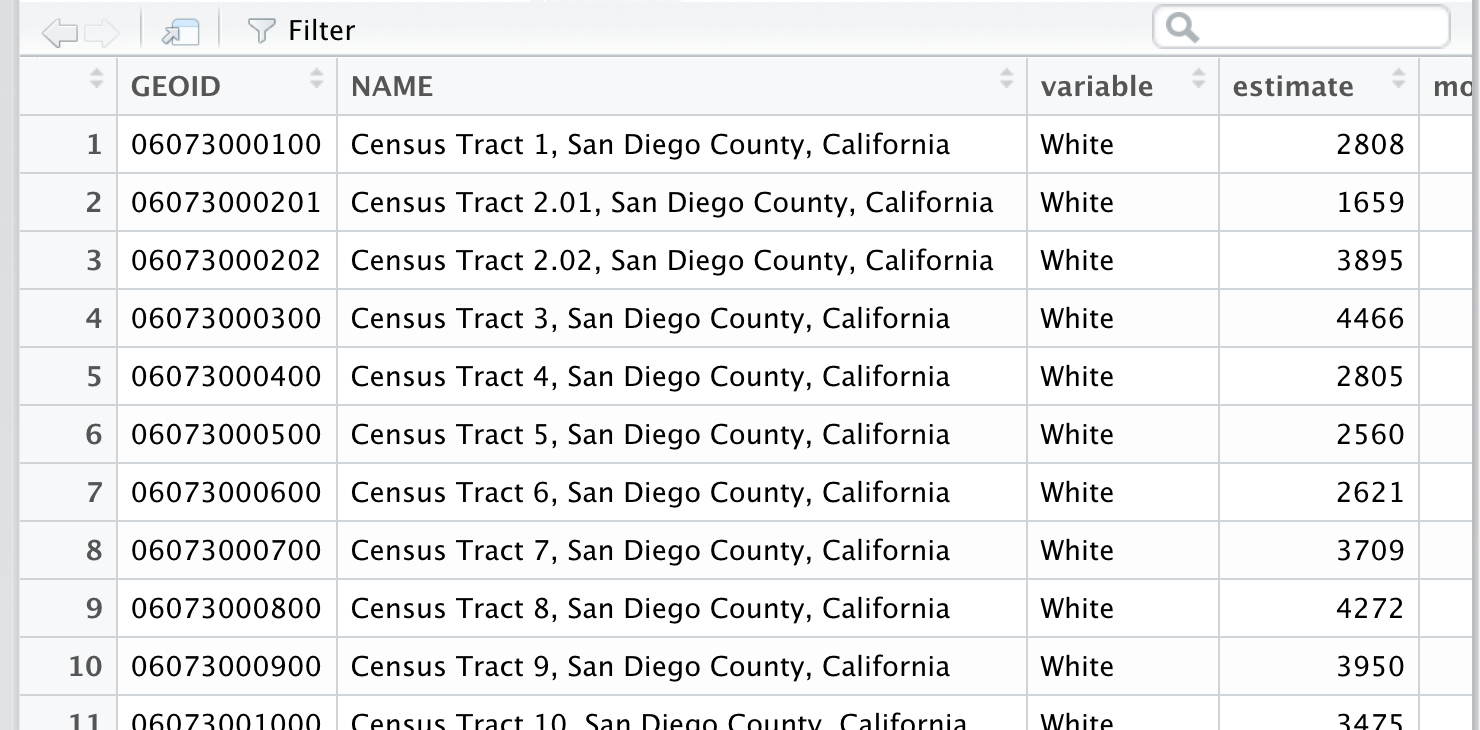 Filter
GEOID NAME variable estimate mo
1 06073000100 Census Tract 1, San Diego County, California White 2808
2 06073000201 Census Tract 2.01, San Diego County, California White 1659
3 06073000202 Census Tract 2.02, San Diego County, California White 3895
4 06073000300 Census Tract 3, San Diego County, California White 4466
5 06073000400 Census Tract 4, San Diego County, California White 2805
6 06073000500 Census Tract 5, San Diego County, California White 2560
7 06073000600 Census Tract 6, San Diego County, California White 2621
8 06073000700 Census Tract 7, San Diego County, California White 3709
9 06073000800 Census Tract 8, San Diego County, California White 4272
10 06073000900 Census Tract 9, San Diego County, California White 3950
11 06073001000 Census Tract 10, San Diego County, California White 3475